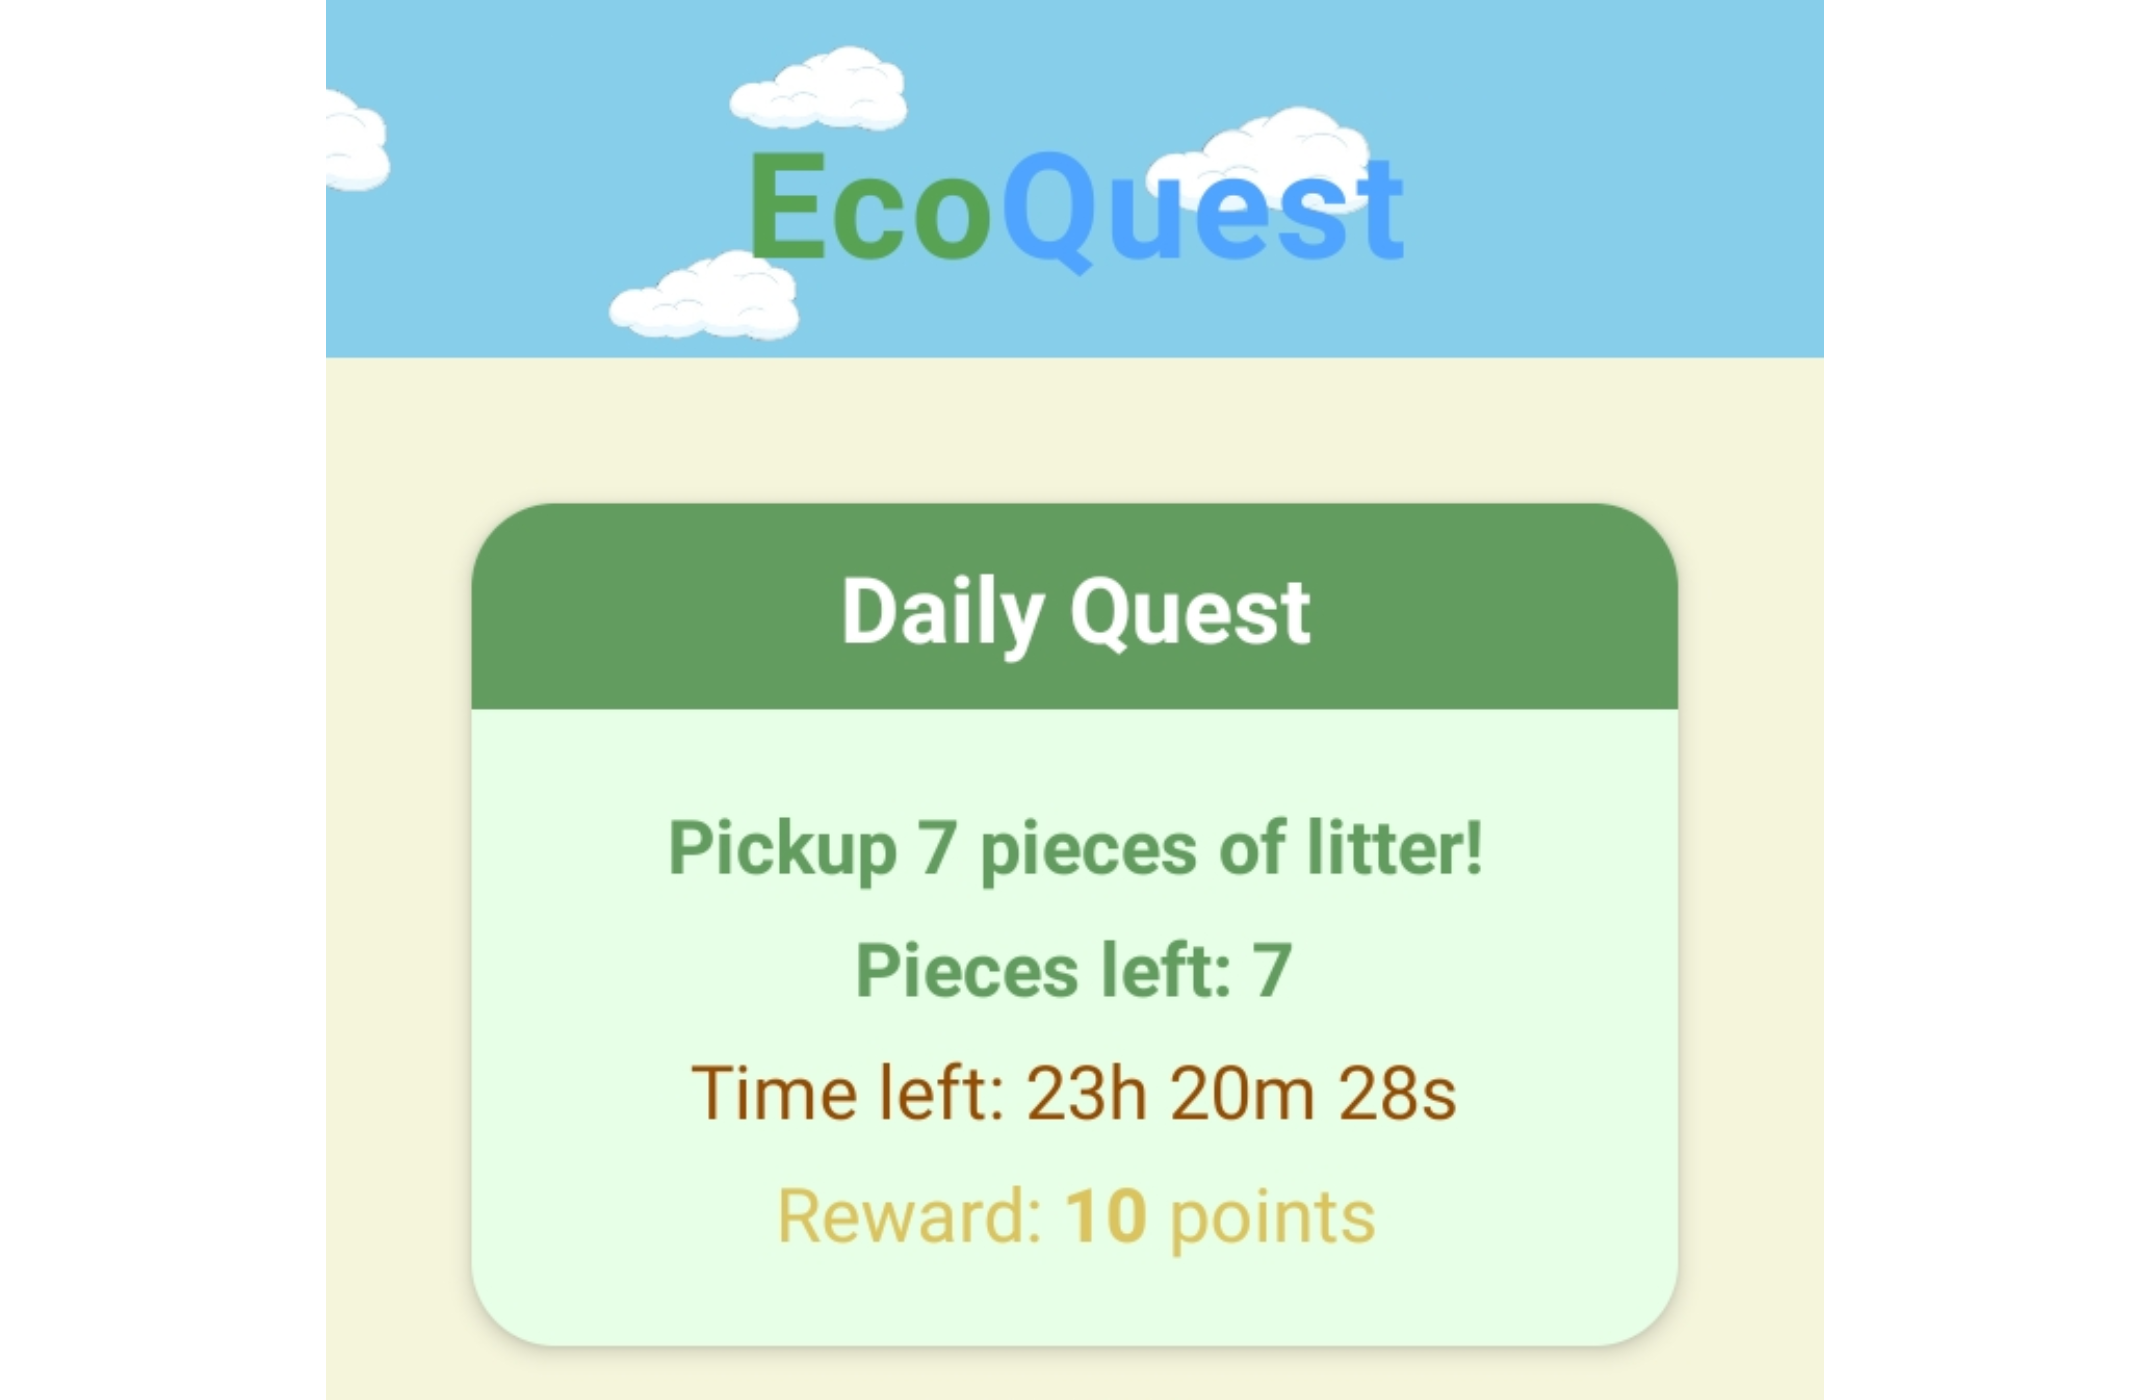 EcoQuest
Daily Quest
Pickup 7 pieces of litter!
Pieces left: 7
Time left: 23h 20m 28s
Reward: 10 points